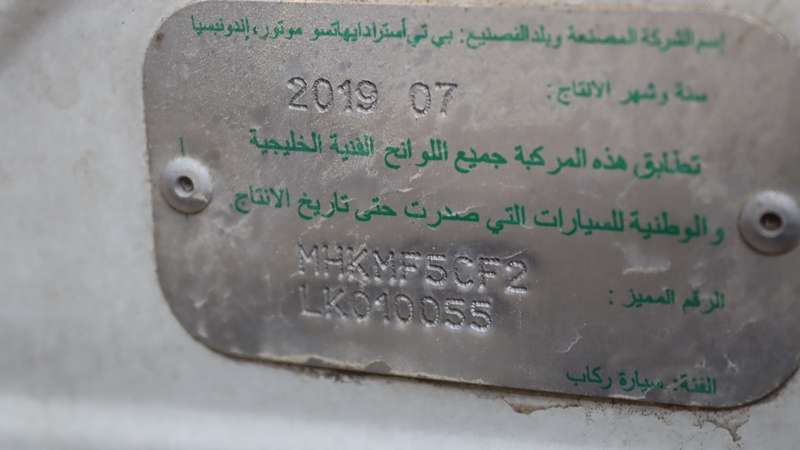 إسم الشركة المصنعة وبلد التصنيع: بي تي أسترا دايهاتسو موتور، إندونيسيا
سنة وشهر الانتاج: 2019 07
تطابق هذه المركبة جميع اللوائح الفنية الخليجية
والوطنية للسيارات التي صدرت حتى تاريخ الانتاج
MHKMF5CF2
الرقم المميز: LK010055
الفئة: سيارة ركاب